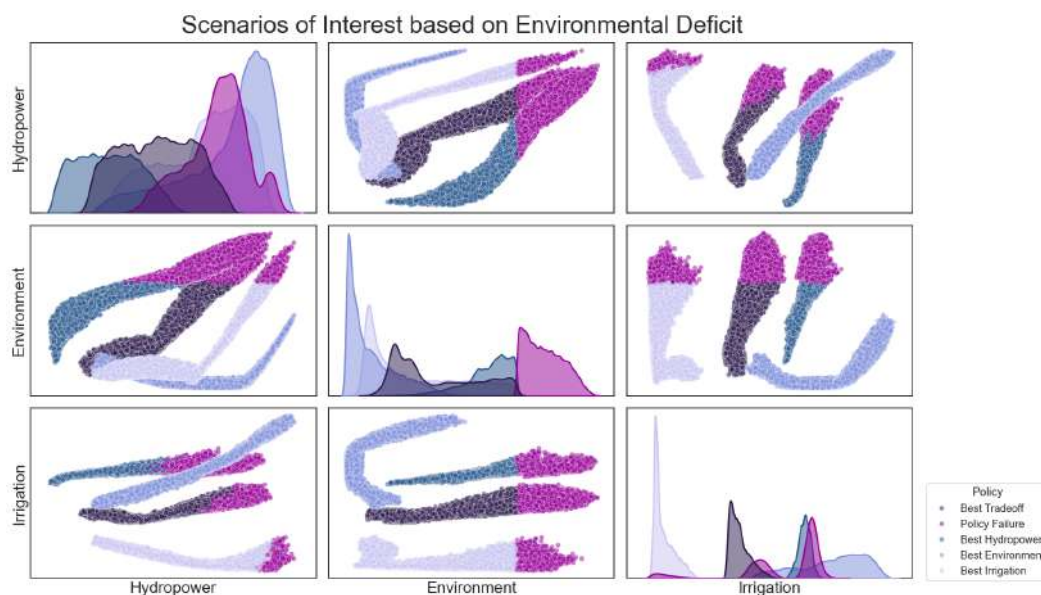 Scenarios of Interest based on Environmental Deficit
Hydropower
Environment
Irrigation
Hydropower
Environment
Irrigation
Policy
Best Tradeoff
Policy Failure
Best Hydropower
Best Environment
Best Irrigation